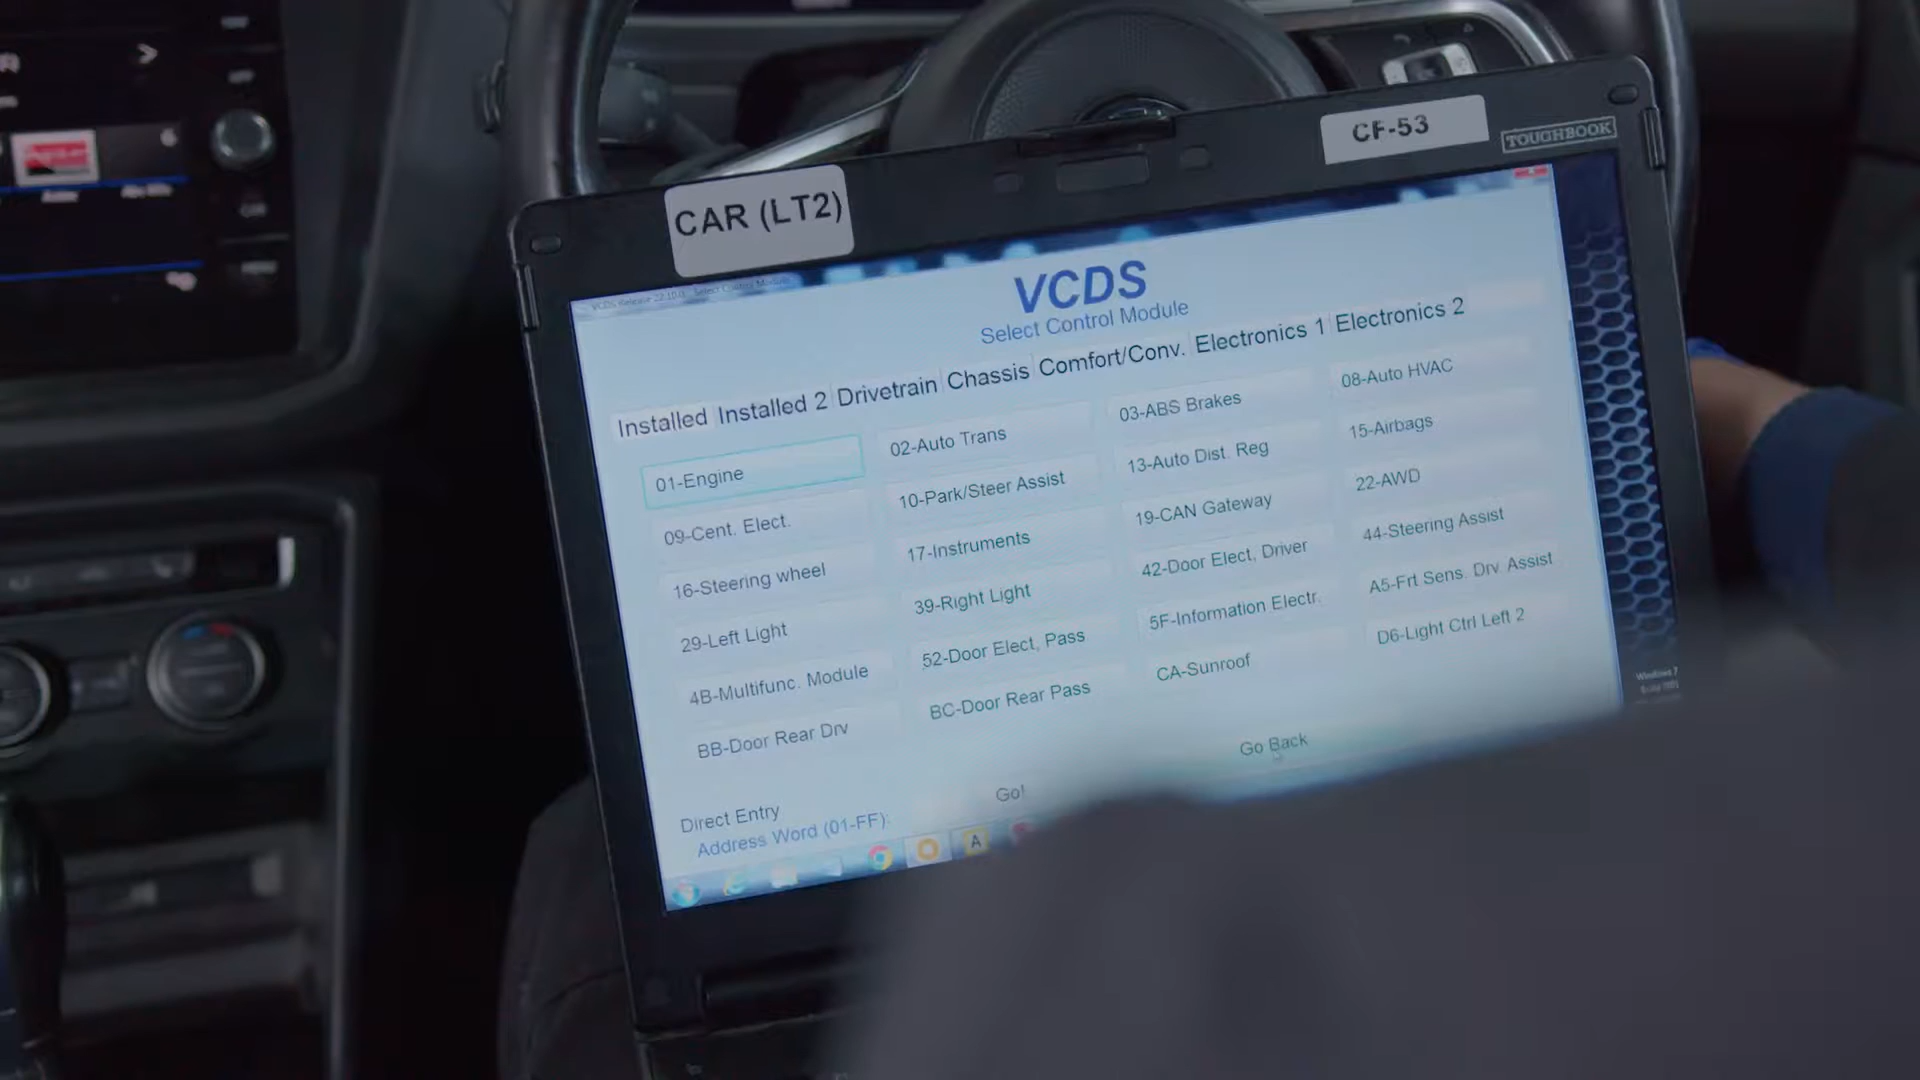 CF-53
TOUGHBOOK
CAR (LT2)
VCDS
Select Control Module
Installed Installed 2 Drivetrain Chassis Comfort/Conv. Electronics 1 Electronics 2
01-Engine 02-Auto Trans 03-ABS Brakes 08-Auto HVAC
09-Cent. Elect. 10-Park/Steer Assist 13-Auto Dist. Reg 15-Airbags
16-Steering wheel 17-Instruments 19-CAN Gateway 22-AWD
29-Left Light 39-Right Light 42-Door Elect, Driver 44-Steering Assist
4B-Multifunc. Module 52-Door Elect, Pass 5F-Information Electr. A5-Frt Sens. Drv. Assist
BB-Door Rear Drv BC-Door Rear Pass CA-Sunroof D6-Light Ctrl Left 2
Go Back
Direct Entry
Go!
Address Word (01-FF):
Windows 7